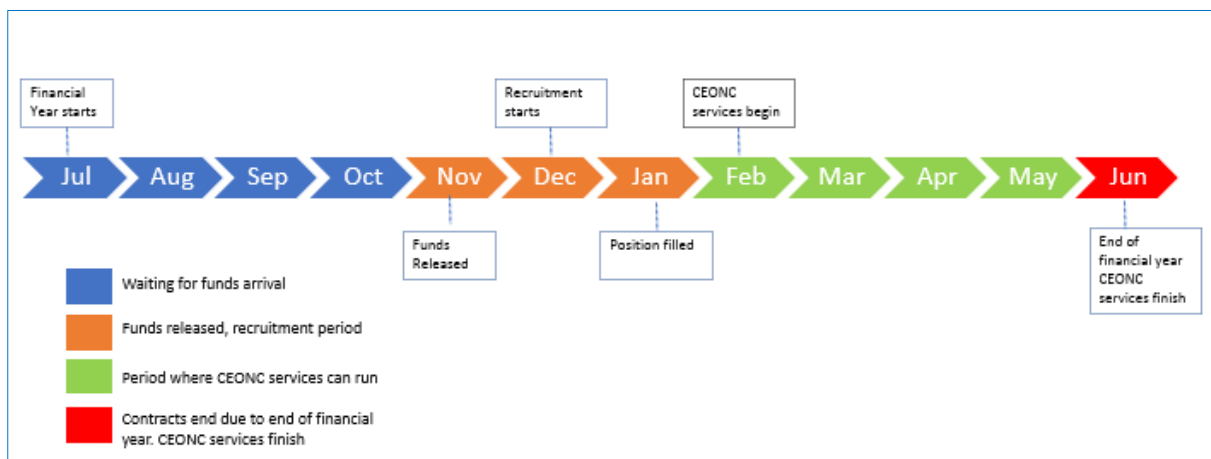 Financial
Year starts
Recruitment
starts
CEONC
services begin
Jul
Aug
Sep
Oct
Nov
Dec
Jan
Feb
Mar
Apr
May
Jun
Funds
Released
Position filled
End of
financial year
CEONC
services finish
Waiting for funds arrival
Funds released, recruitment period
Period where CEONC services can run
Contracts end due to end of financial
year. CEONC services finish